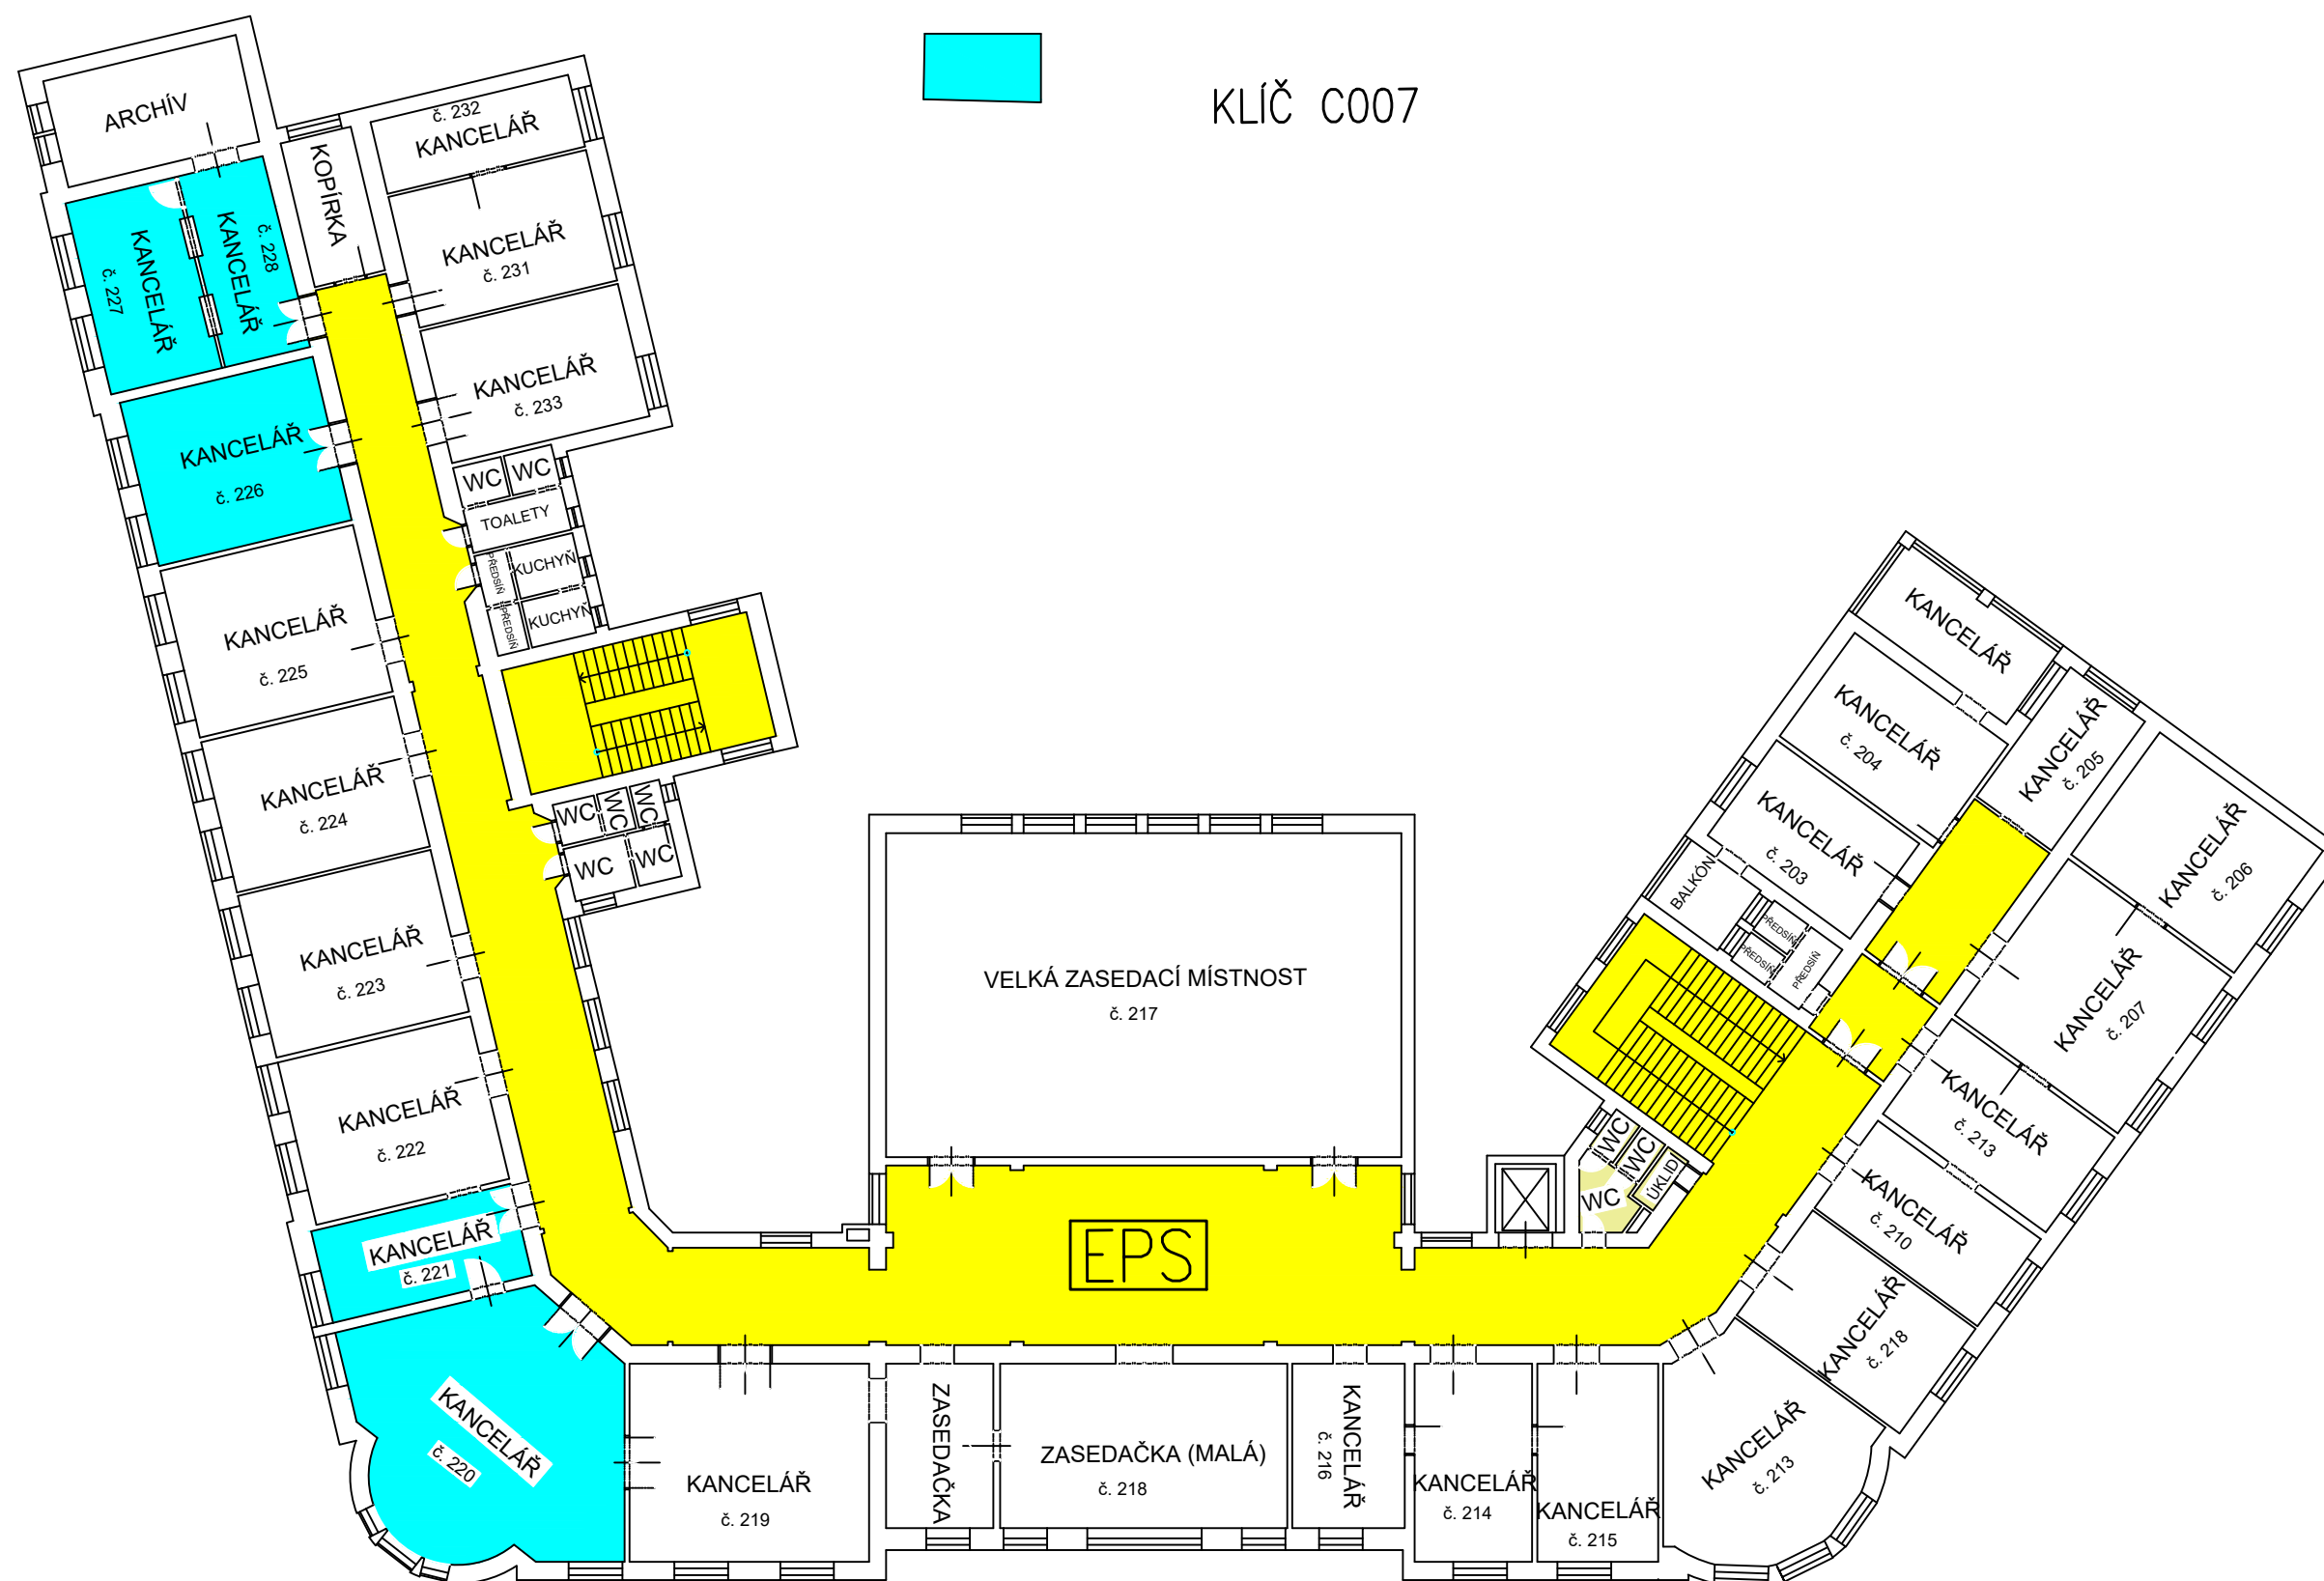 KLÍČ C007
ARCHÍV
č. 232
KANCELÁŘ
KOPÍRKA
KANCELÁŘ
č. 231
KANCELÁŘ
č. 227
KANCELÁŘ
č. 228
KANCELÁŘ
č. 233
KANCELÁŘ
č. 226
WC
WC
TOALETY
PŘEDSÍŇ
KUCHYŇ
PŘEDSÍŇ
KUCHYŇ
KANCELÁŘ
č. 225
KANCELÁŘ
č. 224
WC
WC
WC
WC
WC
KANCELÁŘ
č. 223
KANCELÁŘ
č. 222
KANCELÁŘ
č. 221
KANCELÁŘ
č. 220
KANCELÁŘ
č. 219
VELKÁ ZASEDACÍ MÍSTNOST
č. 217
EPS
ZASEDAČKA
ZASEDAČKA (MALÁ)
č. 218
KANCELÁŘ
č. 216
KANCELÁŘ
č. 214
KANCELÁŘ
č. 215
KANCELÁŘ
KANCELÁŘ
č. 204
KANCELÁŘ
č. 205
KANCELÁŘ
č. 203
KANCELÁŘ
č. 206
BALKÓN
PŘEDSÍŇ
PŘEDSÍŇ
PŘEDSÍŇ
KANCELÁŘ
č. 207
WC
WC
ÚKLID
WC
KANCELÁŘ
č. 213
KANCELÁŘ
č. 210
KANCELÁŘ
č. 218
KANCELÁŘ
č. 213